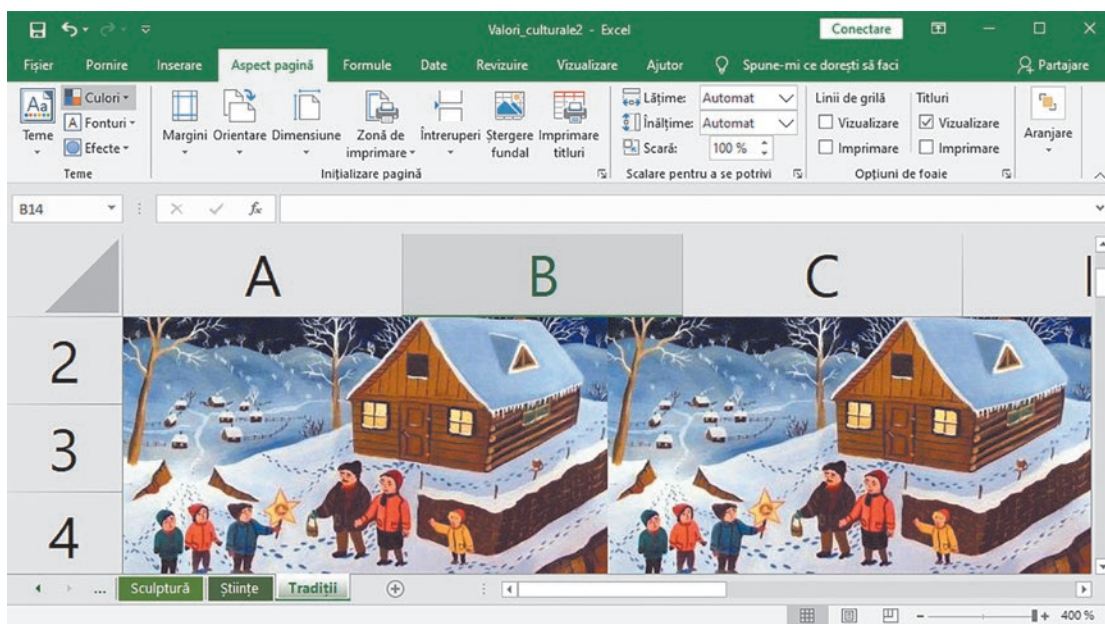 Valori_culturale2 - Excel
Conectare
Fișier Pornire Inserare Aspect pagină Formule Date Revizuire Vizualizare Ajutor Spune-mi ce dorești să faci Partajare
Aa
Teme
Culori
A Fonturi
Efecte
Teme
Margini Orientare Dimensiune Zonă de imprimare Întreruperi Ștergere fundal Imprimare titluri
Inițializare pagină
Lățime: Automat
Înălțime: Automat
Scară: 100 %
Scalare pentru a se potrivi
Linii de grilă Titluri
Vizualizare Vizualizare
Imprimare Imprimare
Opțiuni de foaie
Aranjare
B14 fx
A B C
2
3
4
... Sculptură Științe Tradiții
400 %